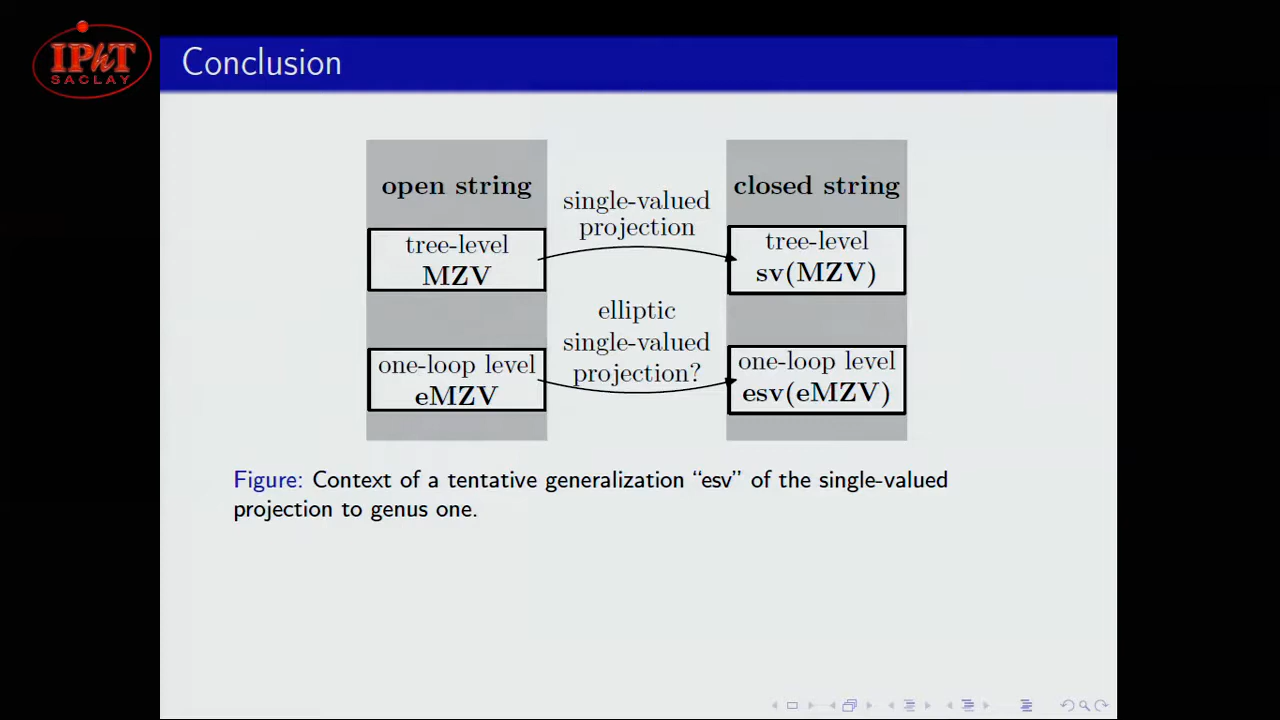 IPhT
SACLAY
Conclusion
open string
single-valued
projection
closed string
tree-level
MZV
tree-level
sv(MZV)
elliptic
single-valued
projection?
one-loop level
eMZV
one-loop level
esv(eMZV)
Figure: Context of a tentative generalization “esv” of the single-valued
projection to genus one.